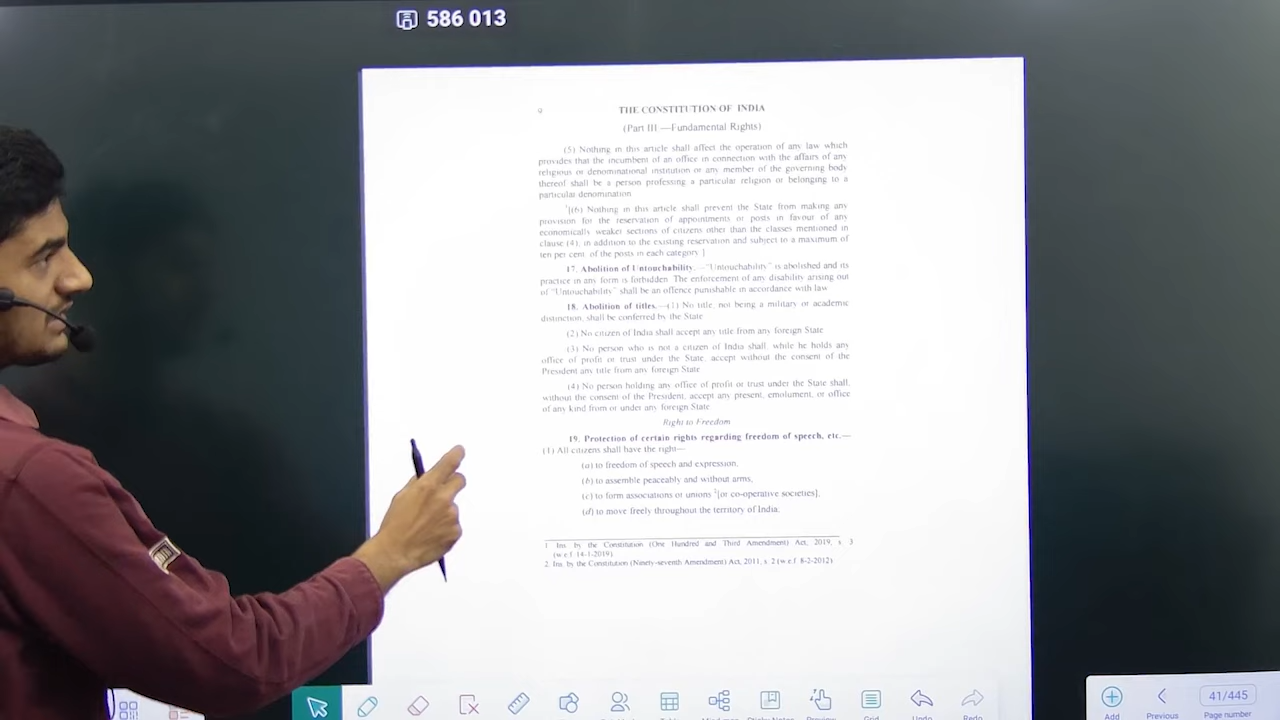 586 013
9 THE CONSTITUTION OF INDIA
(Part III.—Fundamental Rights)
(5) Nothing in this article shall affect the operation of any law which
provides that the incumbent of an office in connection with the affairs of any
religious or denominational institution or any member of the governing body
thereof shall be a person professing a particular religion or belonging to a
particular denomination
1[(6) Nothing in this article shall prevent the State from making any
provision for the reservation of appointments or posts in favour of any
economically weaker sections of citizens other than the classes mentioned in
clause (4), in addition to the existing reservation and subject to a maximum of
ten per cent. of the posts in each category.]
17. Abolition of Untouchability.—"Untouchability" is abolished and its
practice in any form is forbidden. The enforcement of any disability arising out
of "Untouchability" shall be an offence punishable in accordance with law
18. Abolition of titles.—(1) No title, not being a military or academic
distinction, shall be conferred by the State
(2) No citizen of India shall accept any title from any foreign State
(3) No person who is not a citizen of India shall, while he holds any
office of profit or trust under the State, accept without the consent of the
President any title from any foreign State
(4) No person holding any office of profit or trust under the State shall,
without the consent of the President, accept any present, emolument, or office
of any kind from or under any foreign State
Right to Freedom
19. Protection of certain rights regarding freedom of speech, etc.—
(1) All citizens shall have the right—
(a) to freedom of speech and expression;
(b) to assemble peaceably and without arms;
(c) to form associations or unions 2[or co-operative societies];
(d) to move freely throughout the territory of India;
1. Ins. by the Constitution (One Hundred and Third Amendment) Act, 2019, s. 3
(w.e.f. 14-1-2019).
2. Ins. by the Constitution (Ninety-seventh Amendment) Act, 2011, s. 2 (w.e.f. 8-2-2012)
Undo Redo Add Previous 41/445
Page number